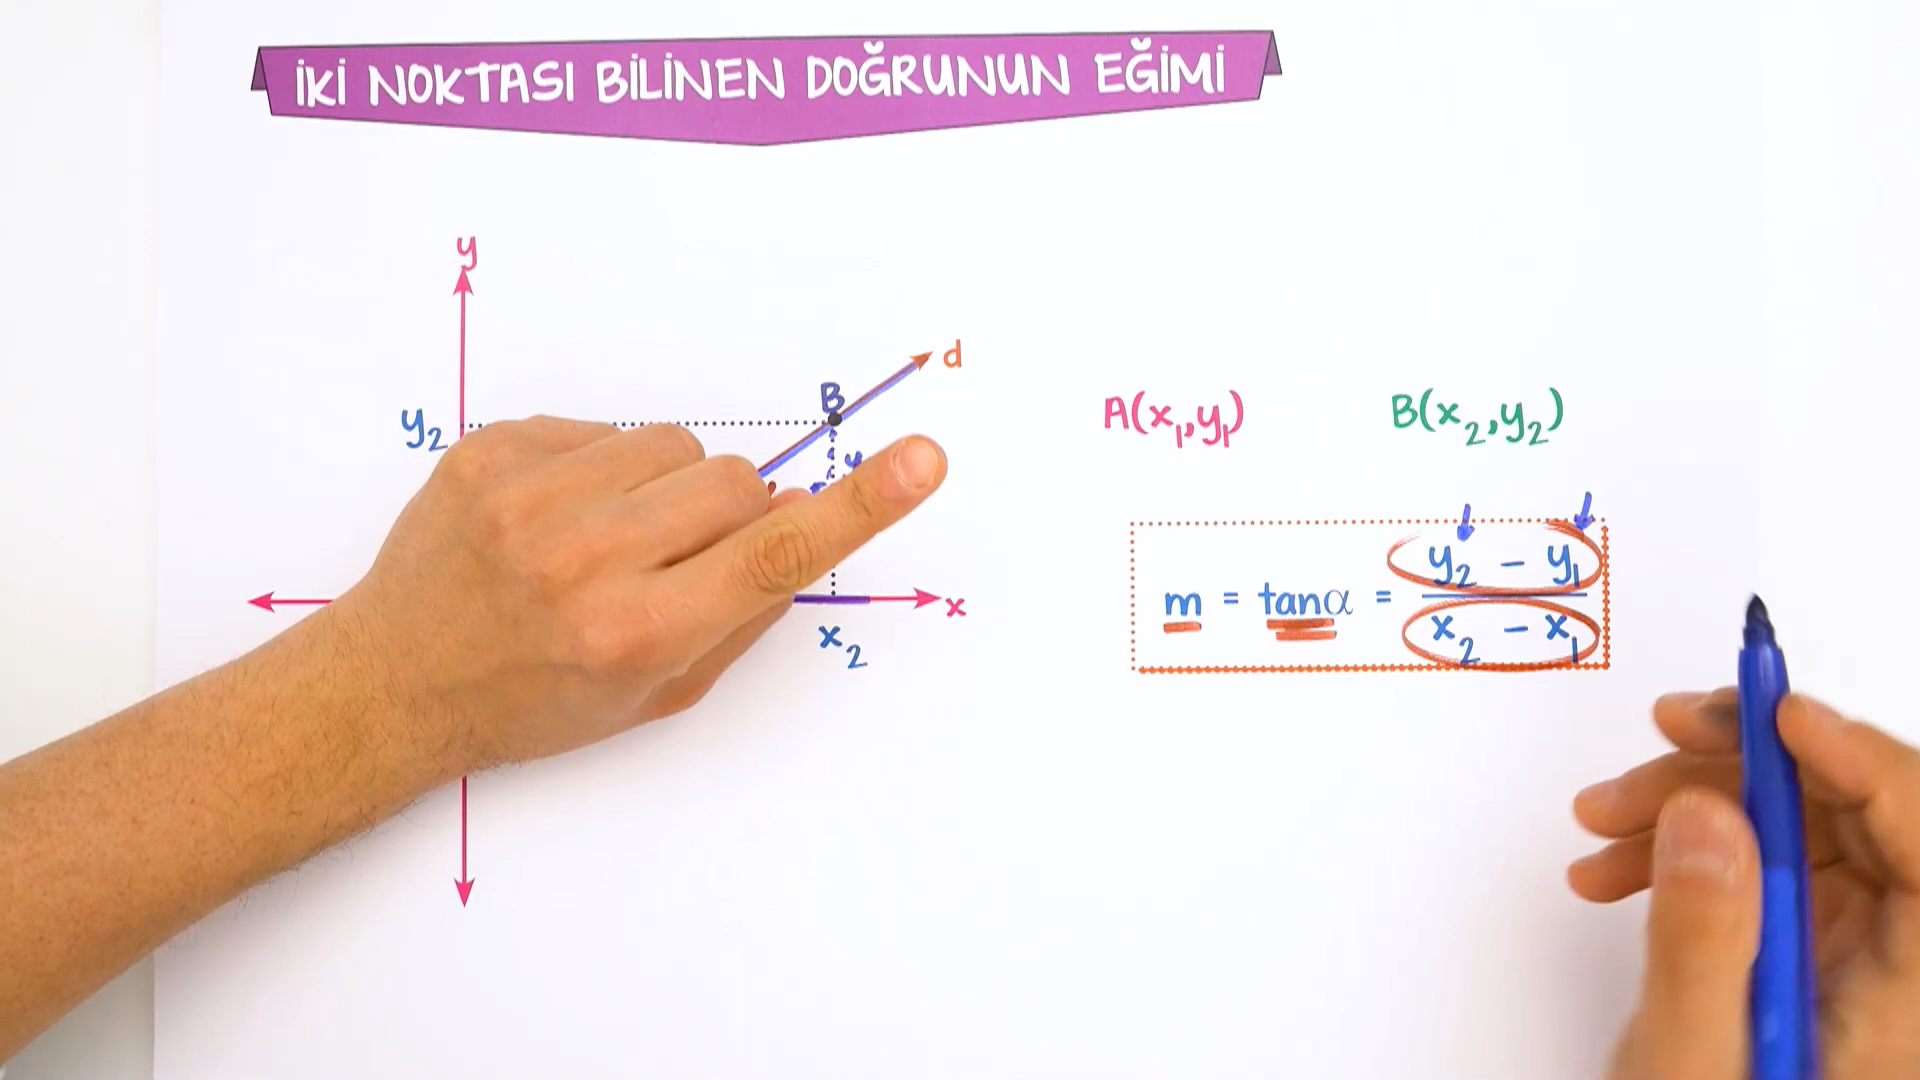 İKİ NOKTASI BİLİNEN DOĞRUNUN EĞİMİ
y
d
B
y₂
A(x₁,y₁) B(x₂,y₂)
m = tanα = y₂ - y₁ / x₂ - x₁
x
x₂